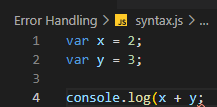 Error Handling > JS syntax.js > ...
1 var x = 2;
2 var y = 3;
3
4 console.log(x + y;